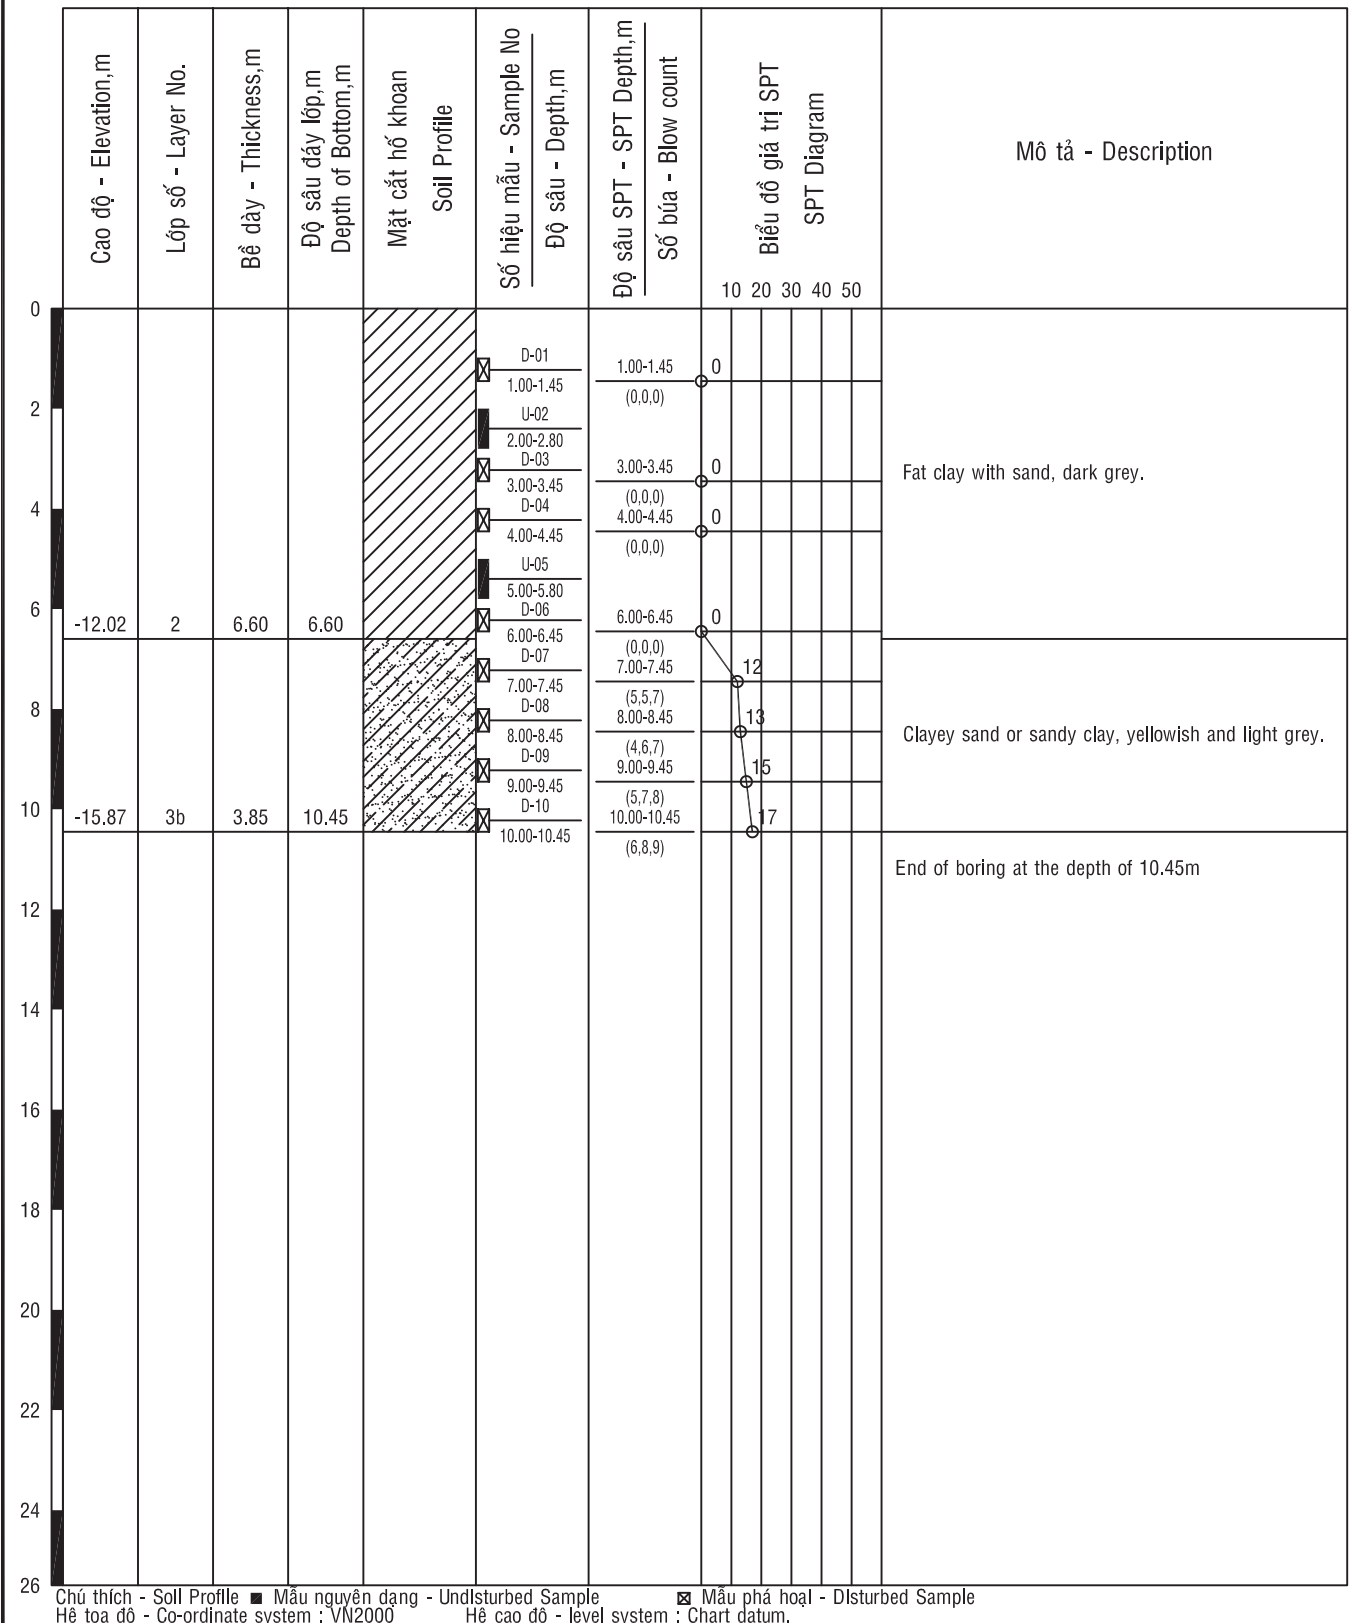 Cao độ - Elevation,m
Lớp số - Layer No.
Bề dày - Thickness,m
Độ sâu đáy lớp,m
Depth of Bottom,m
Mặt cắt hố khoan
Soil Profile
Số hiệu mẫu - Sample No
Độ sâu - Depth,m
Độ sâu SPT - SPT Depth,m
Số búa - Blow count
Biểu đồ giá trị SPT
SPT Diagram
10 20 30 40 50
Mô tả - Description
0
D-01
1.00-1.45
1.00-1.45
(0,0,0)
0
2
U-02
2.00-2.80
D-03
3.00-3.45
3.00-3.45
(0,0,0)
0
Fat clay with sand, dark grey.
4
D-04
4.00-4.45
4.00-4.45
(0,0,0)
0
U-05
5.00-5.80
6
D-06
6.00-6.45
6.00-6.45
(0,0,0)
0
-12.02 2 6.60 6.60
D-07
7.00-7.45
7.00-7.45
(5,5,7)
12
8
D-08
8.00-8.45
8.00-8.45
(4,6,7)
13
Clayey sand or sandy clay, yellowish and light grey.
D-09
9.00-9.45
9.00-9.45
(5,7,8)
15
10
-15.87 3b 3.85 10.45
D-10
10.00-10.45
10.00-10.45
(6,8,9)
17
End of boring at the depth of 10.45m
12
14
16
18
20
22
24
26
Chú thích - Soil Profile Mẫu nguyên dạng - Undisturbed Sample Mẫu phá hoại - Disturbed Sample
Hệ tọa độ - Co-ordinate system : VN2000 Hệ cao độ - level system : Chart datum.